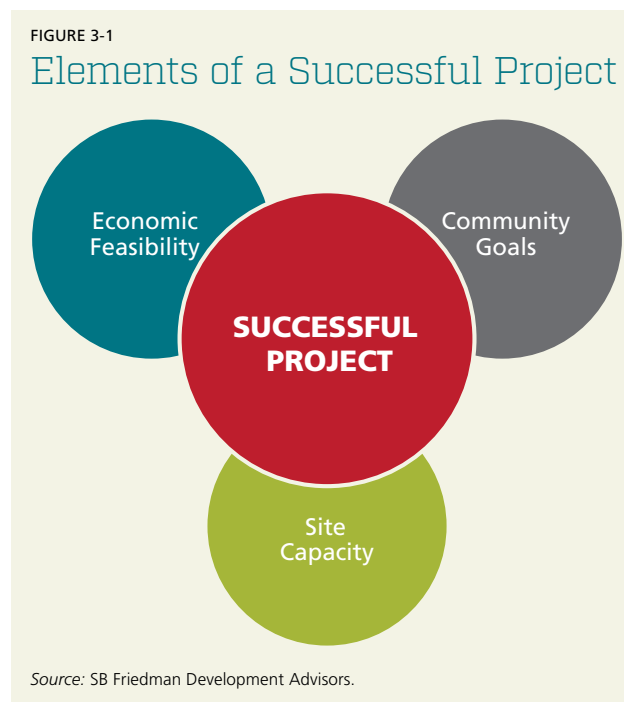 FIGURE 3-1
Elements of a Successful Project
Economic
Feasibility
Community
Goals
SUCCESSFUL
PROJECT
Site
Capacity
Source: SB Friedman Development Advisors.